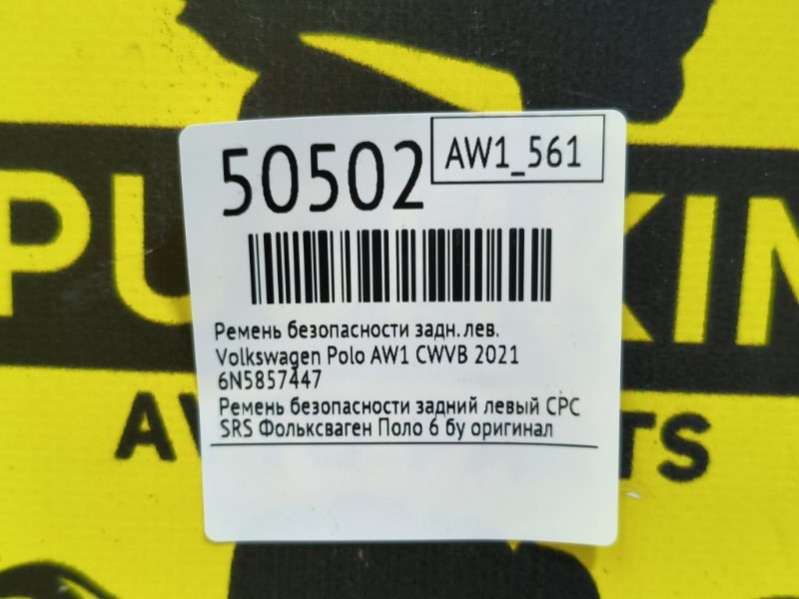 50502
AW1_561
Ремень безопасности задн. лев.
Volkswagen Polo AW1 CWVB 2021
6N5857447
Ремень безопасности задний левый СРС
SRS Фольксваген Поло 6 бу оригинал